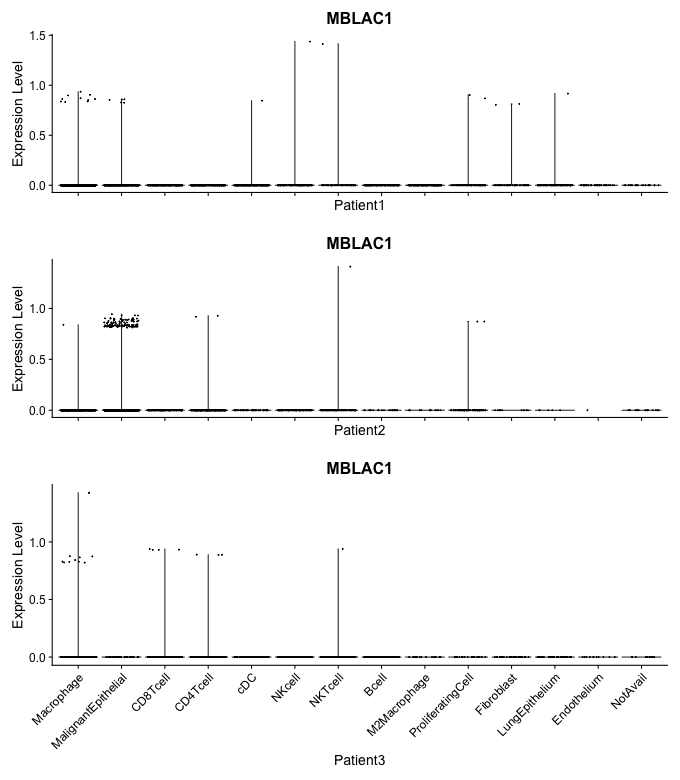 MBLAC1
Expression Level
1.5
1.0
0.5
0.0
Patient1
MBLAC1
Expression Level
1.0
0.5
0.0
Patient2
MBLAC1
Expression Level
1.0
0.5
0.0
Macrophage
MalignantEpithelial
CD8Tcell
CD4Tcell
cDC
NKcell
NKTcell
Bcell
M2Macrophage
ProliferatingCell
Fibroblast
LungEpithelium
Endothelium
NotAvail
Patient3